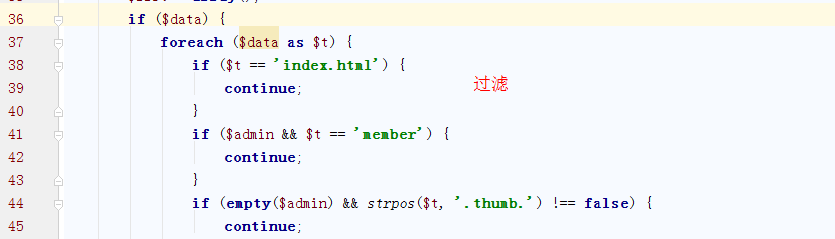 36 if ($data) {
37 foreach ($data as $t) {
38 if ($t == 'index.html') {
39 continue; 过滤
40 }
41 if ($admin && $t == 'member') {
42 continue;
43 }
44 if (empty($admin) && strpos($t, '.thumb.') !== false) {
45 continue;